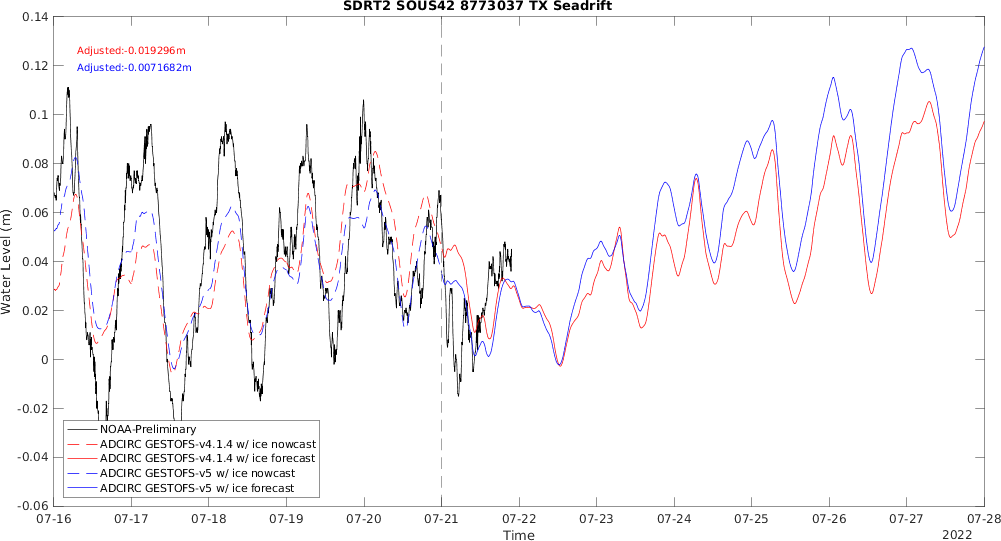 SDRT2 SOUS42 8773037 TX Seadrift
0.14
0.12
0.1
0.08
0.06
0.04
0.02
0
-0.02
-0.04
-0.06
Water Level (m)
Adjusted:-0.019296m
Adjusted:-0.0071682m
NOAA-Preliminary
ADCIRC GESTOFS-v4.1.4 w/ ice nowcast
ADCIRC GESTOFS-v4.1.4 w/ ice forecast
ADCIRC GESTOFS-v5 w/ ice nowcast
ADCIRC GESTOFS-v5 w/ ice forecast
07-16 07-17 07-18 07-19 07-20 07-21 07-22 07-23 07-24 07-25 07-26 07-27 07-28
Time
2022